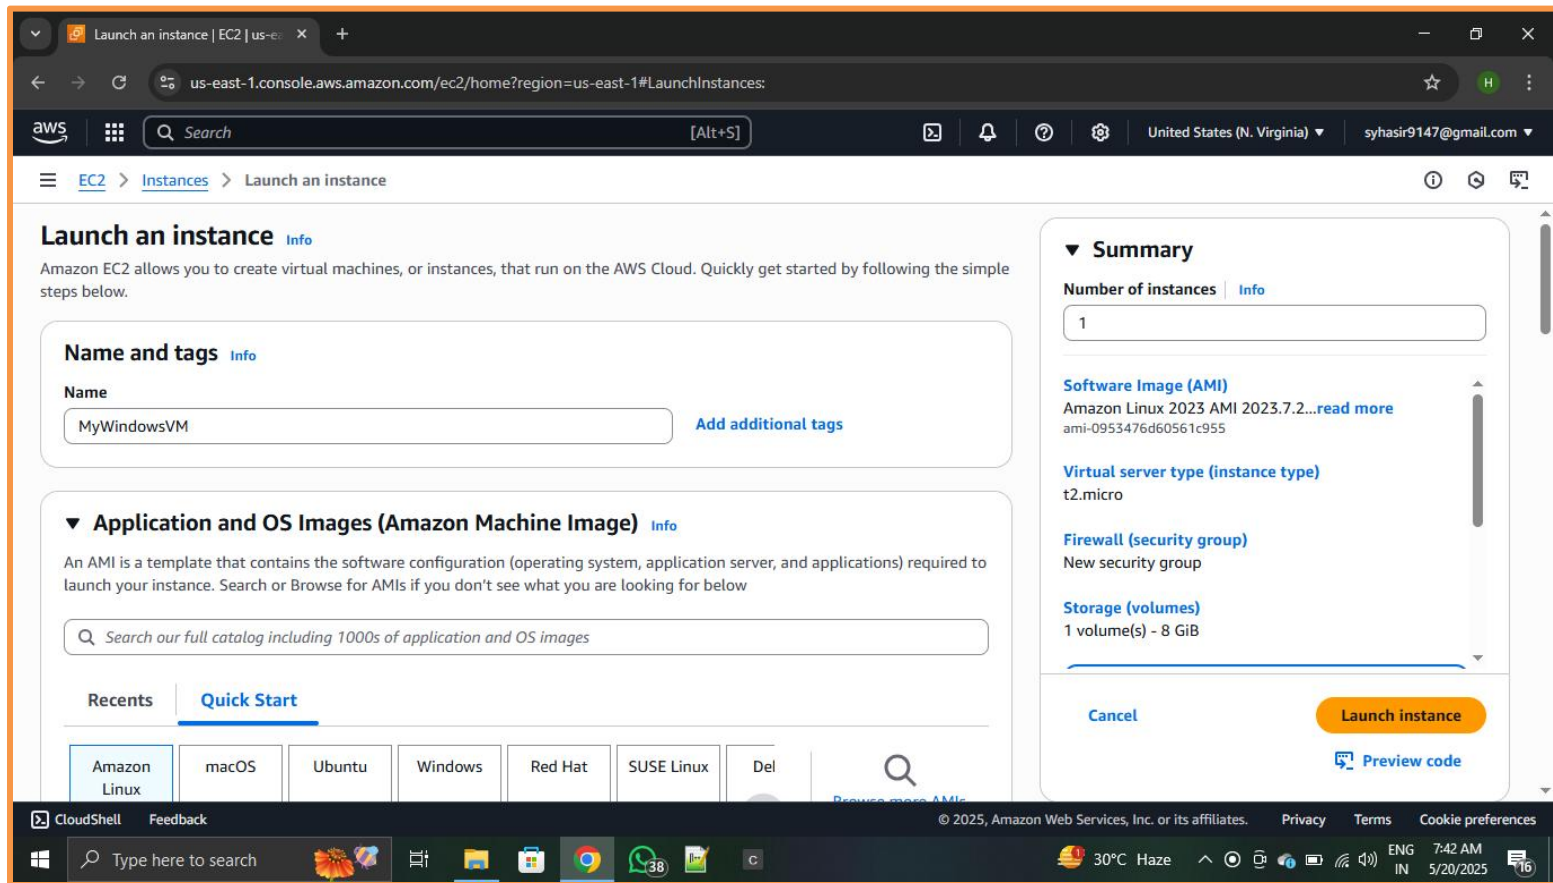 Launch an instance | EC2 | us-ea
us-east-1.console.aws.amazon.com/ec2/home?region=us-east-1#LaunchInstances:
H
aws
Search
[Alt+S]
United States (N. Virginia)
syhasir9147@gmail.com
EC2 > Instances > Launch an instance
Launch an instance Info
Amazon EC2 allows you to create virtual machines, or instances, that run on the AWS Cloud. Quickly get started by following the simple
steps below.
Name and tags Info
Name
MyWindowsVM
Add additional tags
Application and OS Images (Amazon Machine Image) Info
An AMI is a template that contains the software configuration (operating system, application server, and applications) required to
launch your instance. Search or Browse for AMIs if you don't see what you are looking for below
Search our full catalog including 1000s of application and OS images
Recents
Quick Start
Amazon
Linux
macOS
Ubuntu
Windows
Red Hat
SUSE Linux
Del
Browse more AMIs
Summary
Number of instances Info
1
Software Image (AMI)
Amazon Linux 2023 AMI 2023.7.2...read more
ami-0953476d60561c955
Virtual server type (instance type)
t2.micro
Firewall (security group)
New security group
Storage (volumes)
1 volume(s) - 8 GiB
Cancel
Launch instance
Preview code
CloudShell
Feedback
© 2025, Amazon Web Services, Inc. or its affiliates.
Privacy
Terms
Cookie preferences
Type here to search
38
C
30°C Haze
ENG
IN
7:42 AM
5/20/2025
16